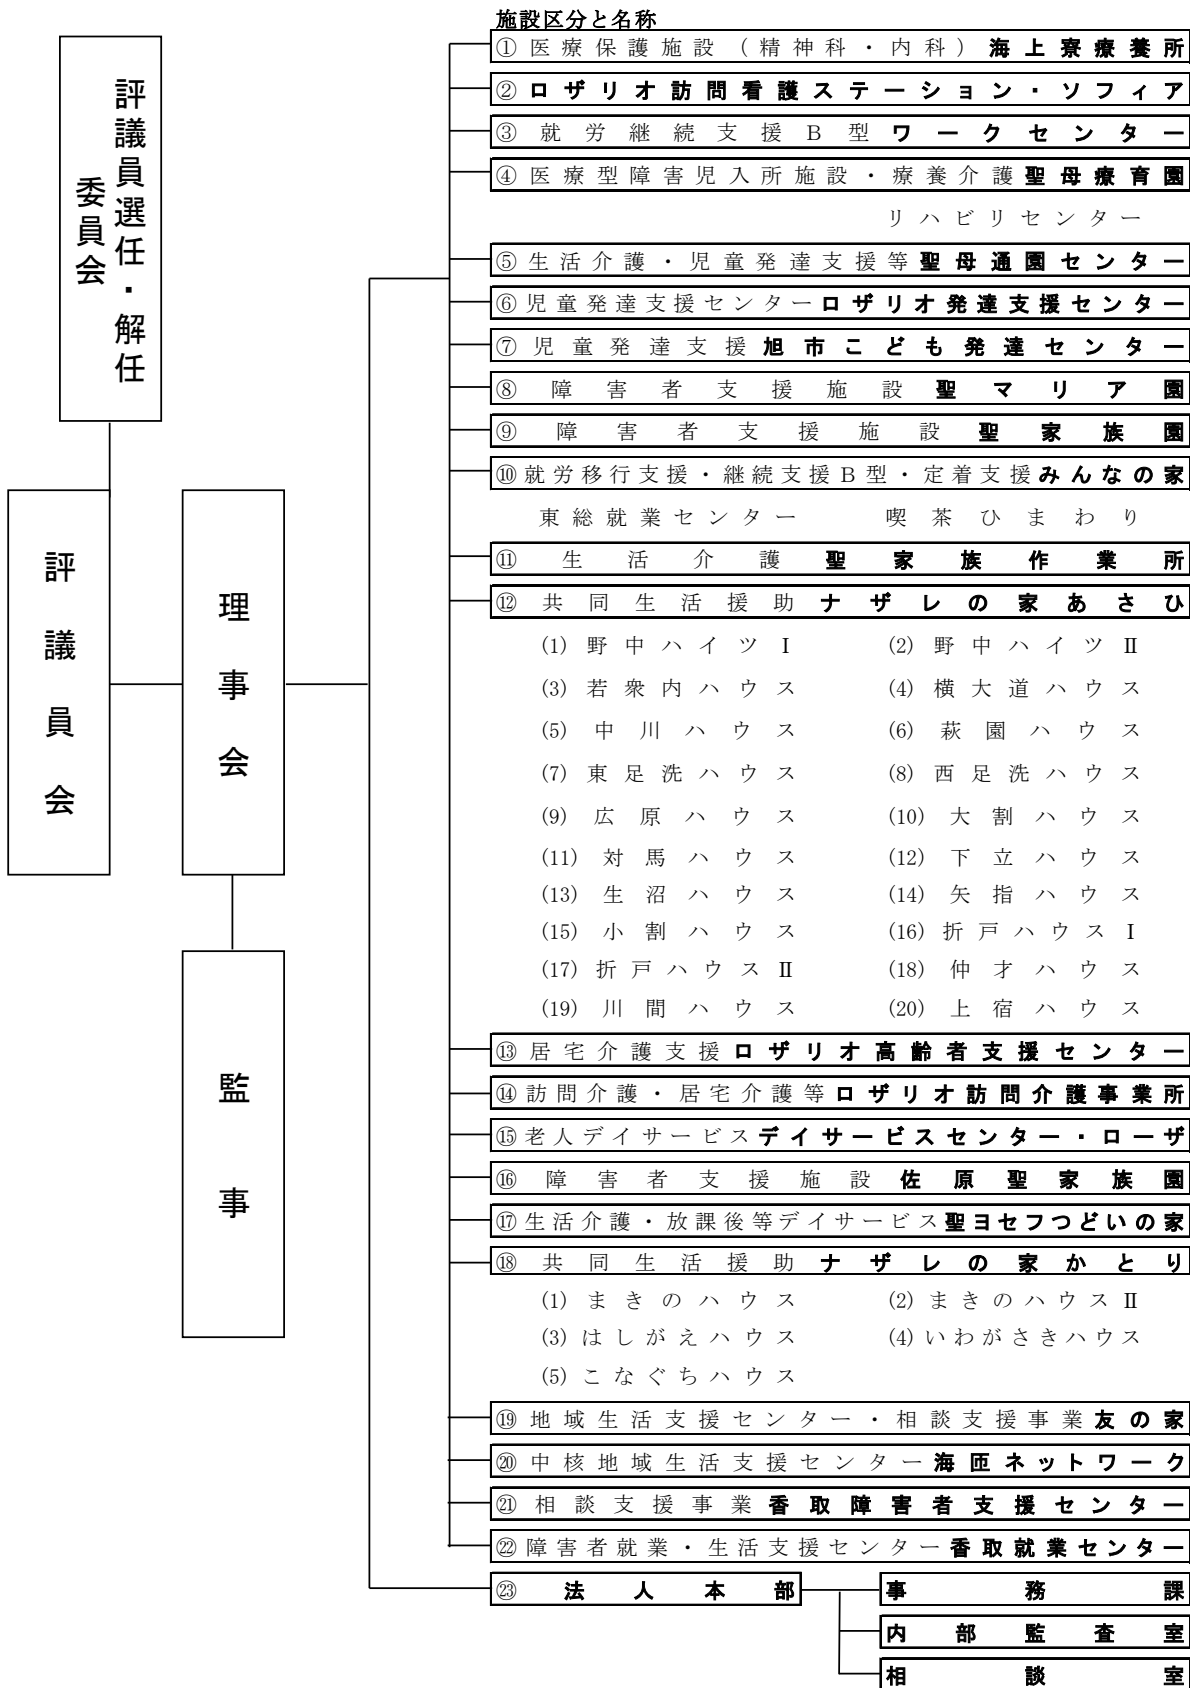 施設区分と名称
評議員選任・解任
委員会
評議員会
理事会
監事
① 医療保護施設（精神科・内科）海上寮療養所
② ロザリオ訪問看護ステーション・ソフィア
③ 就労継続支援B型ワークセンター
④ 医療型障害児入所施設・療養介護聖母療育園
リハビリセンター
⑤ 生活介護・児童発達支援等聖母通園センター
⑥ 児童発達支援センターロザリオ発達支援センター
⑦ 児童発達支援旭市こども発達センター
⑧ 障害者支援施設聖マリア園
⑨ 障害者支援施設聖家族園
⑩ 就労移行支援・継続支援B型・定着支援みんなの家
東総就業センター 喫茶ひまわり
⑪ 生活介護聖家族作業所
⑫ 共同生活援助ナザレの家あさひ
(1) 野中ハイツⅠ (2) 野中ハイツⅡ
(3) 若衆内ハウス (4) 横大道ハウス
(5) 中川ハウス (6) 萩園ハウス
(7) 東足洗ハウス (8) 西足洗ハウス
(9) 広原ハウス (10) 大割ハウス
(11) 対馬ハウス (12) 下立ハウス
(13) 生沼ハウス (14) 矢指ハウス
(15) 小割ハウス (16) 折戸ハウスⅠ
(17) 折戸ハウスⅡ (18) 仲才ハウス
(19) 川間ハウス (20) 上宿ハウス
⑬ 居宅介護支援ロザリオ高齢者支援センター
⑭ 訪問介護・居宅介護等ロザリオ訪問介護事業所
⑮ 老人デイサービスデイサービスセンター・ローザ
⑯ 障害者支援施設佐原聖家族園
⑰ 生活介護・放課後等デイサービス聖ヨセフつどいの家
⑱ 共同生活援助ナザレの家かとり
(1) まきのハウス (2) まきのハウスⅡ
(3) はしがえハウス (4) いわがさきハウス
(5) こなぐちハウス
⑲ 地域生活支援センター・相談支援事業友の家
⑳ 中核地域生活支援センター海匝ネットワーク
㉑ 相談支援事業香取障害者支援センター
㉒ 障害者就業・生活支援センター香取就業センター
㉓ 法人本部 事務課
内部監査室
相談室